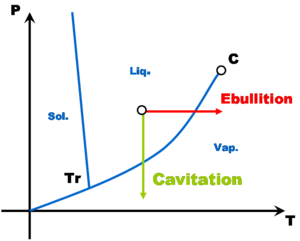 P
C
Liq.
Ebullition
Sol.
Vap.
Tr
Cavitation
T